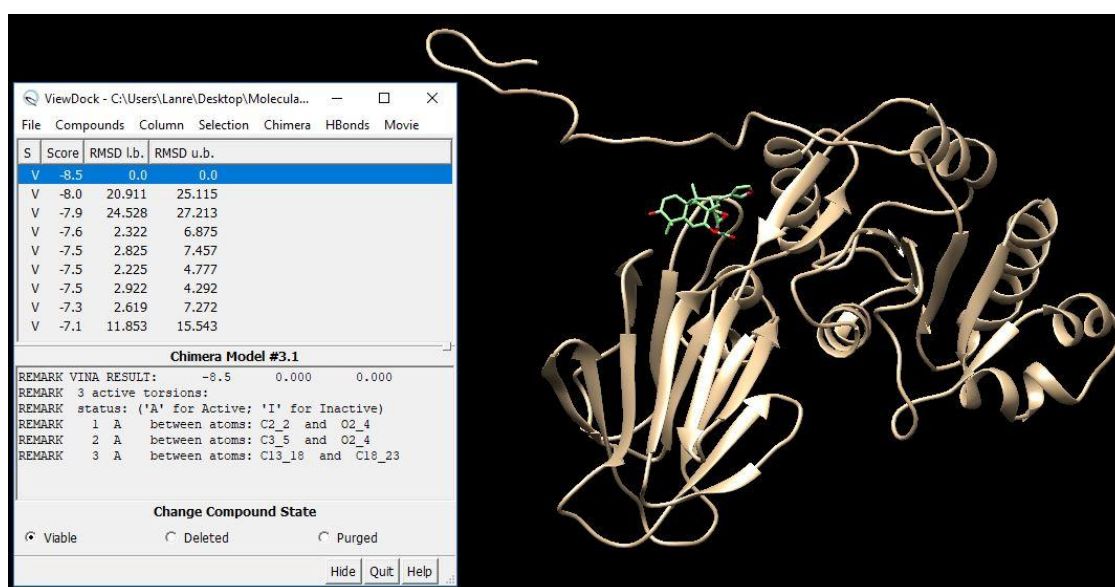 ViewDock - C:\Users\Lanre\Desktop\Molecula...
File Compounds Column Selection Chimera HBonds Movie
S Score RMSD l.b. RMSD u.b.
V -8.5 0.0 0.0
V -8.0 20.911 25.115
V -7.9 24.528 27.213
V -7.6 2.322 6.875
V -7.5 2.825 7.457
V -7.5 2.225 4.777
V -7.5 2.922 4.292
V -7.3 2.619 7.272
V -7.1 11.853 15.543
Chimera Model #3.1
REMARK VINA RESULT: -8.5 0.000 0.000
REMARK 3 active torsions:
REMARK status: ('A' for Active; 'I' for Inactive)
REMARK 1 A between atoms: C2_2 and O2_4
REMARK 2 A between atoms: C3_5 and O2_4
REMARK 3 A between atoms: C13_18 and C18_23
Change Compound State
Viable Deleted Purged
Hide Quit Help